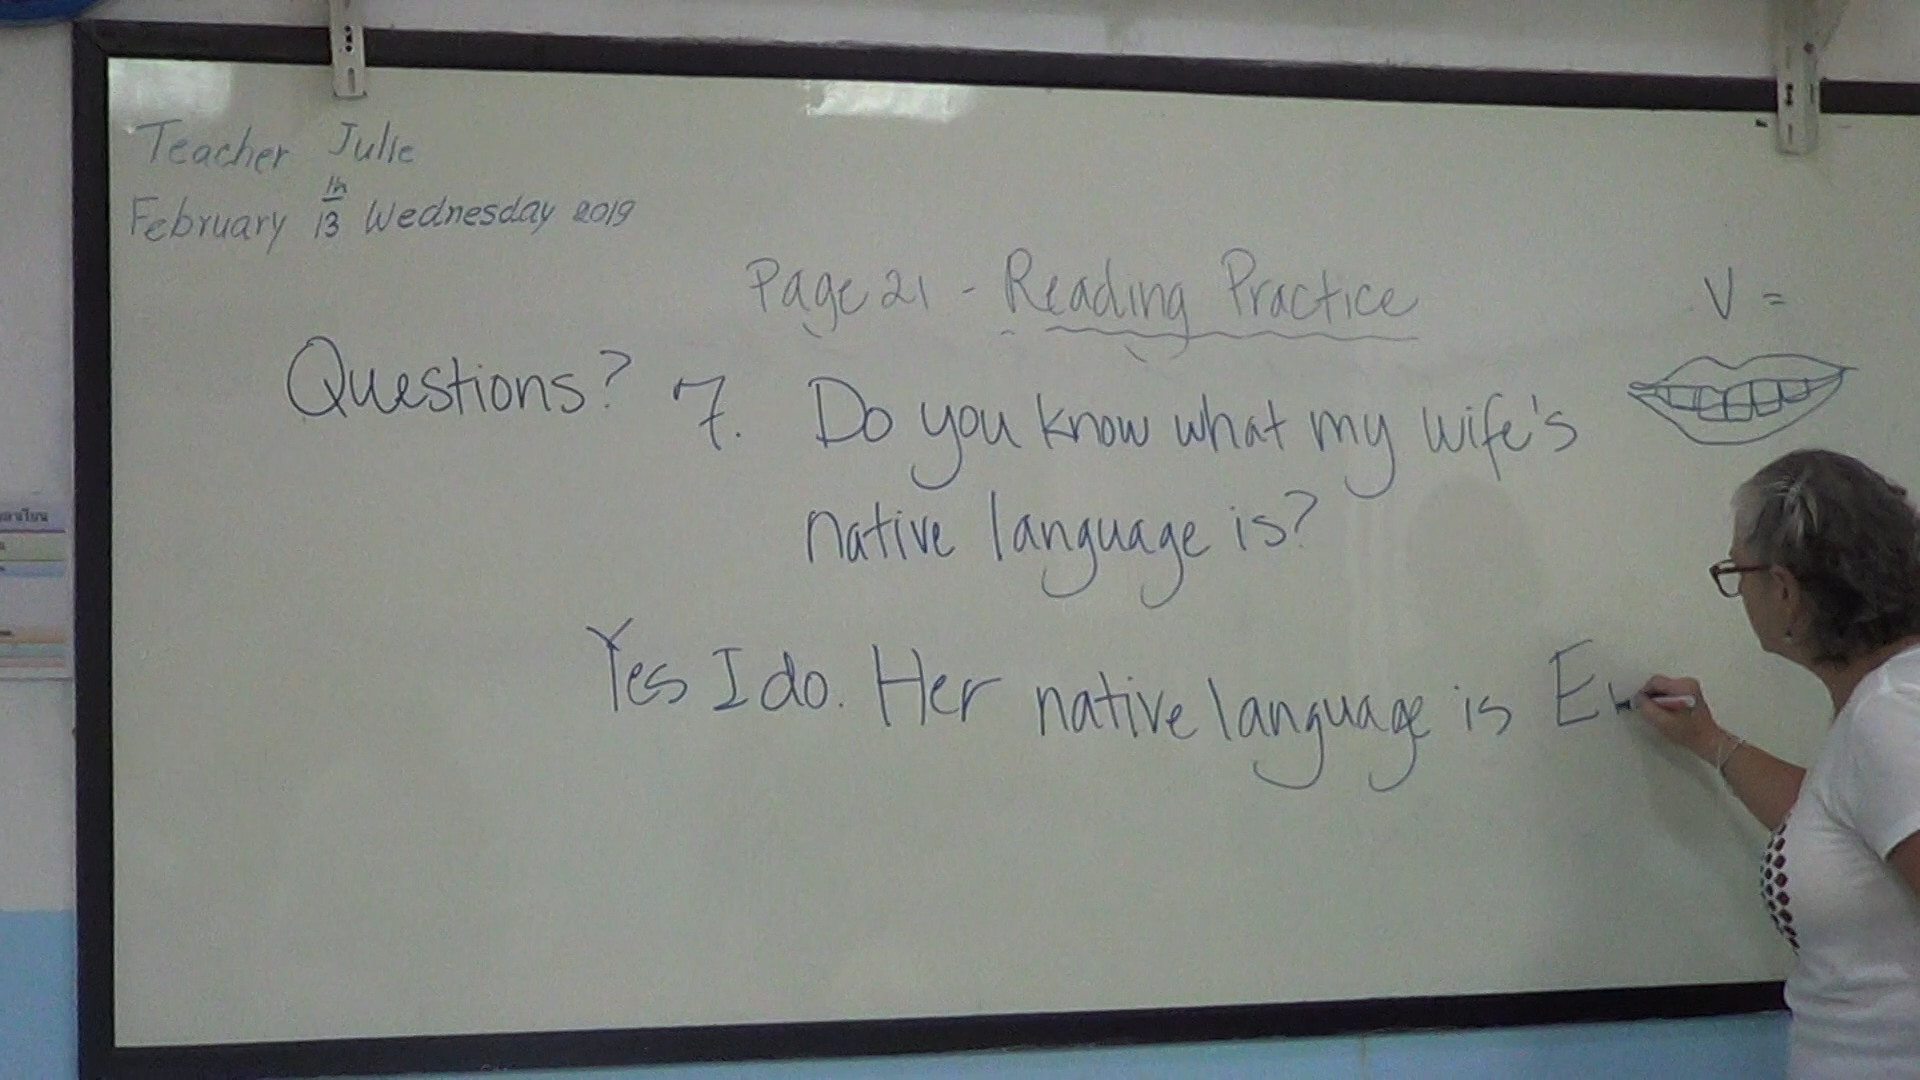 Teacher Julie
February 13th Wednesday 2019
Page 21 - Reading Practice
V =
Questions? 7. Do you know what my wife's
native language is?
Yes I do. Her native language is En